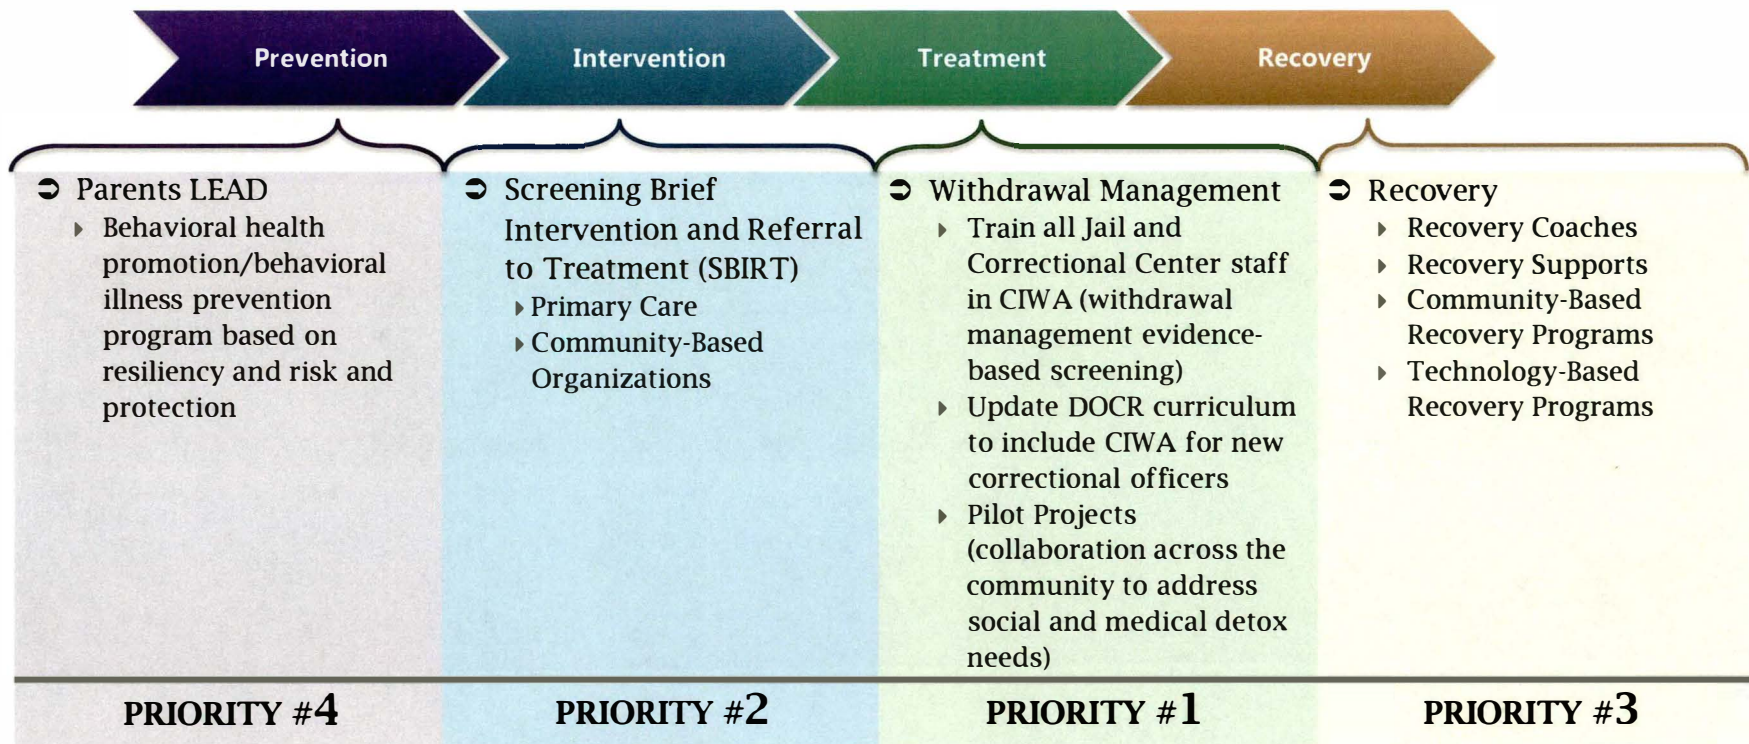 Prevention
Intervention
Treatment
Recovery
➲ Parents LEAD
▸ Behavioral health
promotion/behavioral
illness prevention
program based on
resiliency and risk and
protection
➲ Screening Brief
Intervention and Referral
to Treatment (SBIRT)
▸ Primary Care
▸ Community-Based
Organizations
➲ Withdrawal Management
▸ Train all Jail and
Correctional Center staff
in CIWA (withdrawal
management evidence-
based screening)
▸ Update DOCR curriculum
to include CIWA for new
correctional officers
▸ Pilot Projects
(collaboration across the
community to address
social and medical detox
needs)
➲ Recovery
▸ Recovery Coaches
▸ Recovery Supports
▸ Community-Based
Recovery Programs
▸ Technology-Based
Recovery Programs
PRIORITY #4
PRIORITY #2
PRIORITY #1
PRIORITY #3